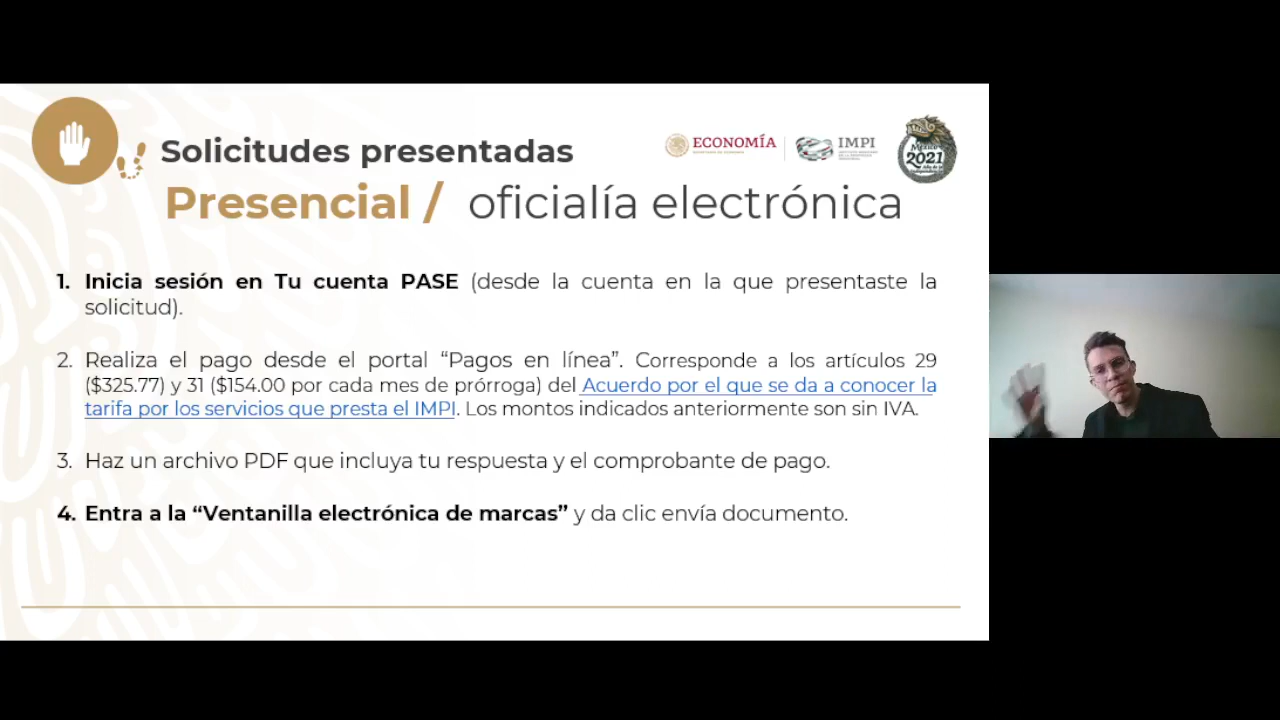 Solicitudes presentadas
Presencial / oficialía electrónica
ECONOMÍA
IMPI
México
2021
1. Inicia sesión en Tu cuenta PASE (desde la cuenta en la que presentaste la
solicitud).
2. Realiza el pago desde el portal “Pagos en línea”. Corresponde a los artículos 29
($325.77) y 31 ($154.00 por cada mes de prórroga) del Acuerdo por el que se da a conocer la
tarifa por los servicios que presta el IMPI. Los montos indicados anteriormente son sin IVA.
3. Haz un archivo PDF que incluya tu respuesta y el comprobante de pago.
4. Entra a la “Ventanilla electrónica de marcas” y da clic envía documento.